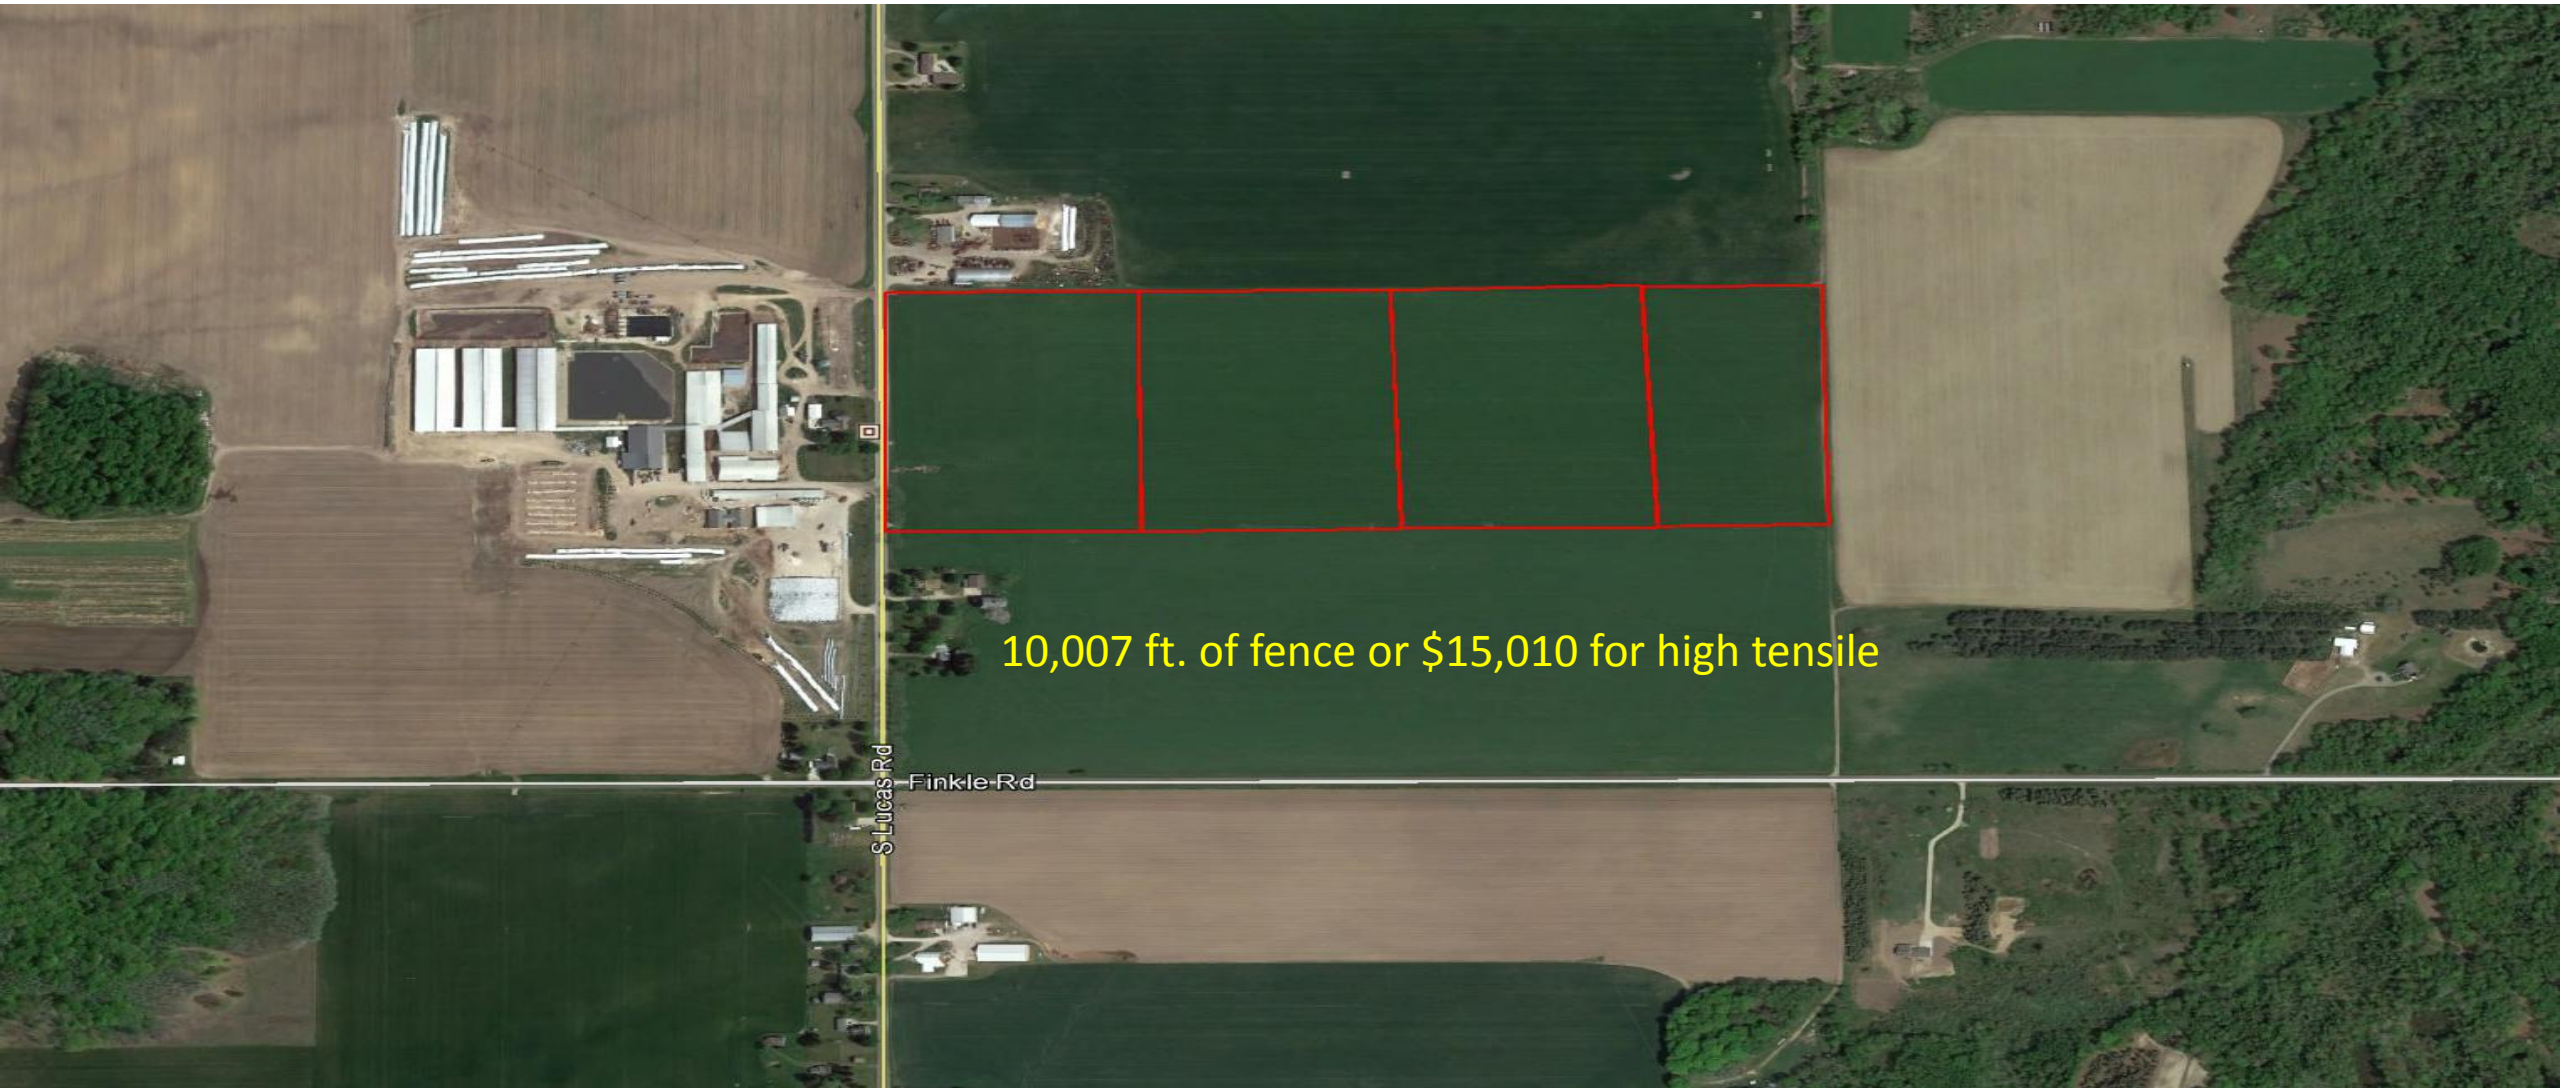 10,007 ft. of fence or $15,010 for high tensile
S Lucas Rd
Finkle Rd